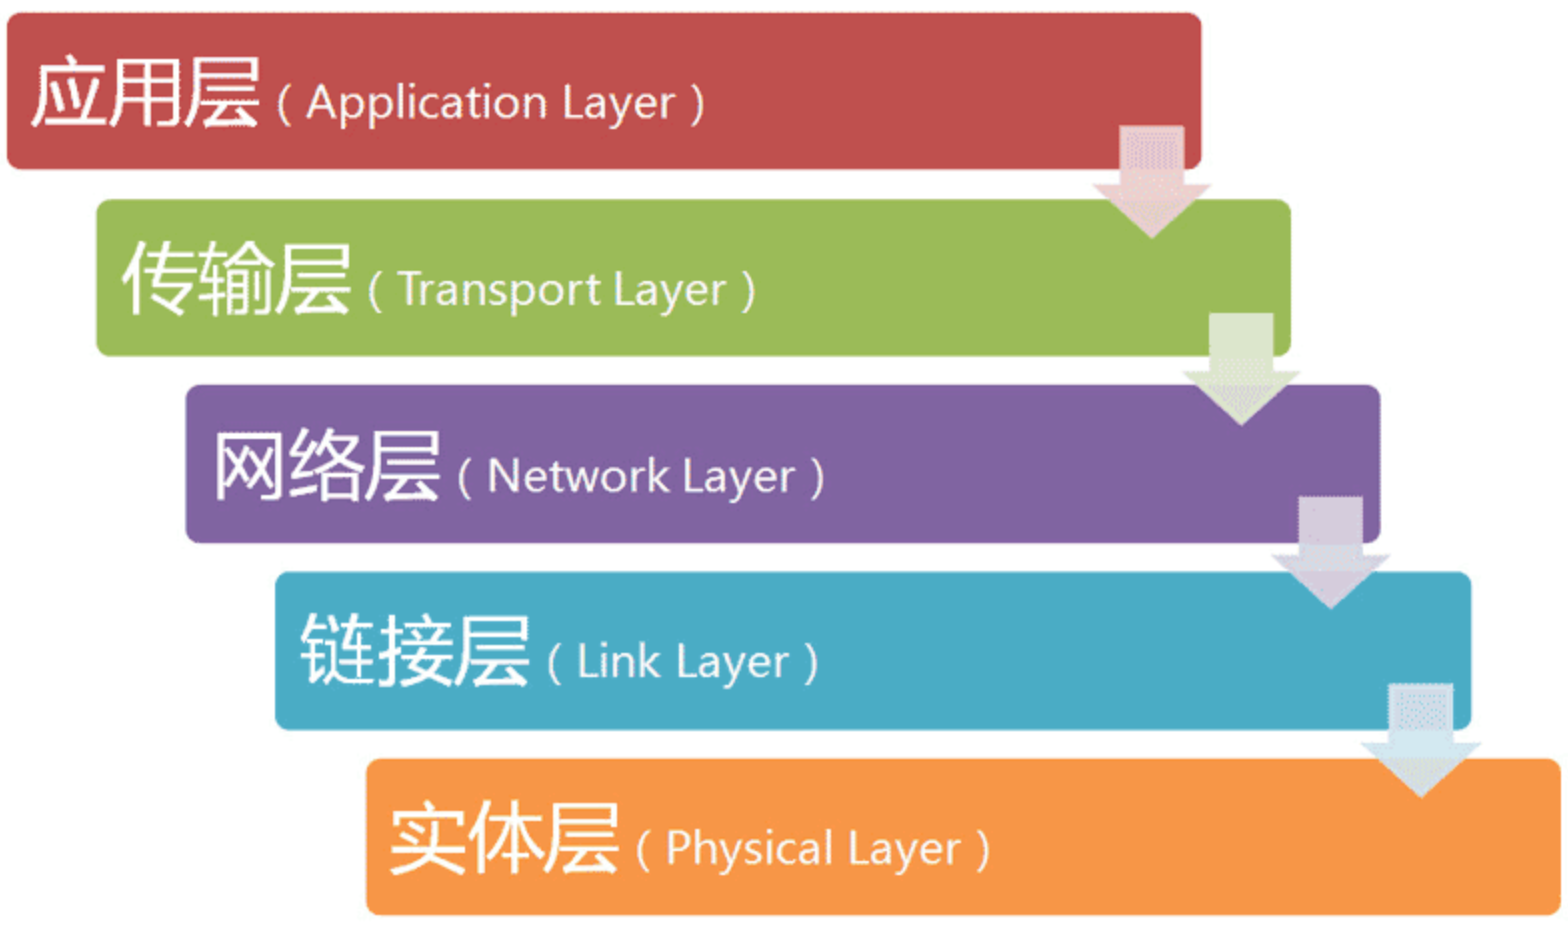 应用层（Application Layer）
传输层（Transport Layer）
网络层（Network Layer）
链接层（Link Layer）
实体层（Physical Layer）